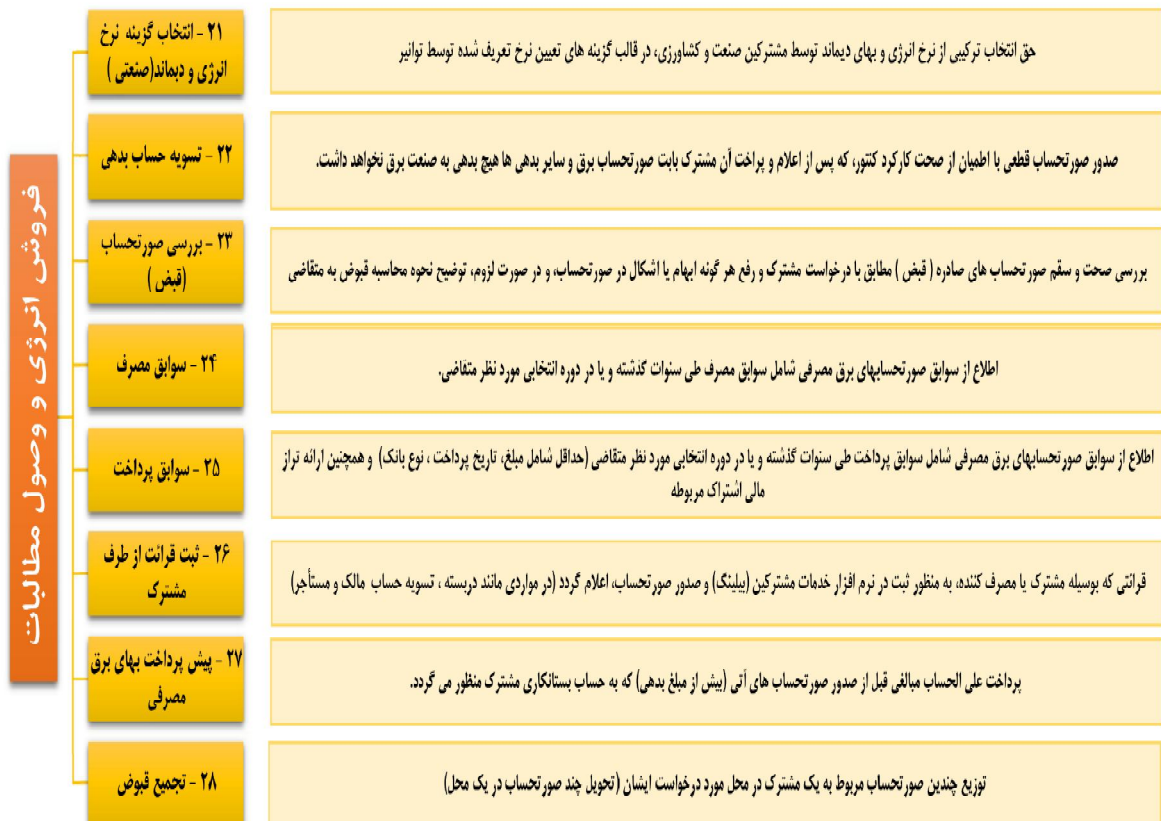 فروش انرژی و وصول مطالبات
۲۱ - انتخاب گزینه نرخ
انرژی و دیماند(صنعتی )
حق انتخاب ترکیبی از نرخ انرژی و بهای دیماند توسط مشترکین صنعت و کشاورزی، در قالب گزینه های تعیین نرخ تعریف شده توسط توانیر
۲۲ - تسویه حساب بدهی
صدور صورتحساب قطعی با اطمیان از صحت کارکرد کنتور، که پس از اعلام و پراخت آن مشترک بابت صورتحساب برق و سایر بدهی ها هیچ بدهی به صنعت برق نخواهد داشت.
۲۳ - بررسی صورتحساب
(قبض )
بررسی صحت و سقم صورتحساب های صادره ( قبض ) مطابق با درخواست مشترک و رفع هر گونه ابهام یا اشکال در صورتحساب، و در صورت لزوم، توضیح نحوه محاسبه قبوض به متقاضی
۲۴ - سوابق مصرف
اطلاع از سوابق صورتحسابهای برق مصرفی شامل سوابق مصرف طی سنوات گذشته و یا در دوره انتخابی مورد نظر متقاضی.
۲۵ - سوابق پرداخت
اطلاع از سوابق صورتحسابهای برق مصرفی شامل سوابق پرداخت طی سنوات گذشته و یا در دوره انتخابی مورد نظر متقاضی (حداقل شامل مبلغ، تاریخ پرداخت ، نوع بانک) و همچنین ارائه تراز
مالی اشتراک مربوطه
۲۶ - ثبت قرائت از طرف
مشترک
قرائتی که بوسیله مشترک یا مصرف کننده، به منظور ثبت در نرم افزار خدمات مشترکین (بیلینگ) و صدور صورتحساب، اعلام گردد (در مواردی مانند دربسته ، تسویه حساب مالک و مستأجر)
۲۷ - پیش پرداخت بهای برق
مصرفی
پرداخت علی الحساب مبالغی قبل از صدور صورتحساب های آتی (بیش از مبلغ بدهی) که به حساب بستانکاری مشترک منظور می گردد.
۲۸ - تجمیع قبوض
توزیع چندین صورتحساب مربوط به یک مشترک در محل مورد درخواست ایشان (تحویل چند صورتحساب در یک محل)